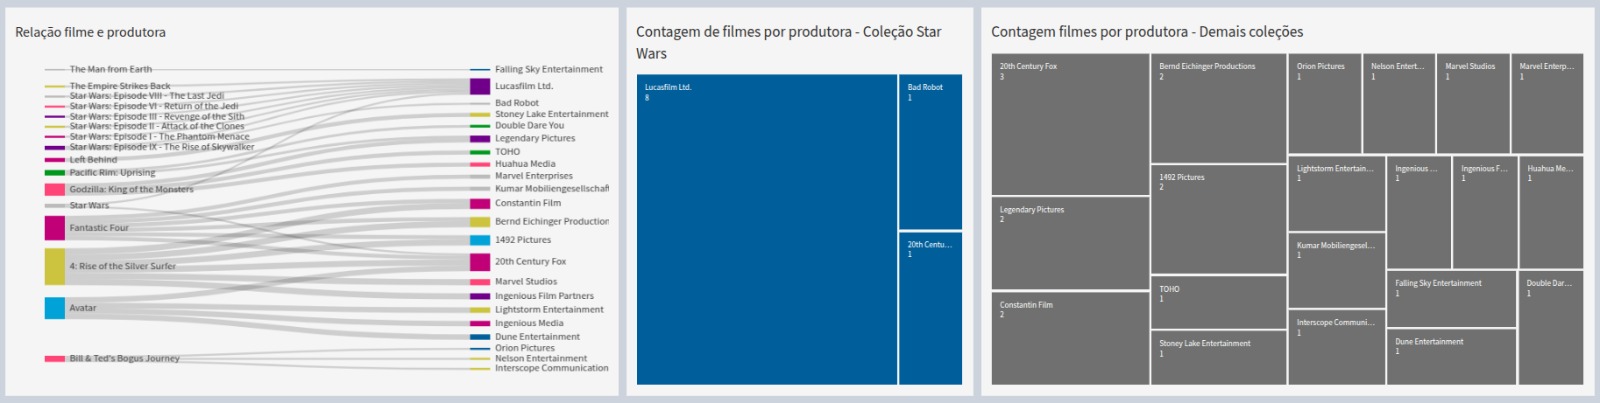 Relação filme e produtora
The Man from Earth
The Empire Strikes Back
Star Wars: Episode VIII - The Last Jedi
Star Wars: Episode VI - Return of the Jedi
Star Wars: Episode III - Revenge of the Sith
Star Wars: Episode II - Attack of the Clones
Star Wars: Episode I - The Phantom Menace
Star Wars: Episode IX - The Rise of Skywalker
Left Behind
Pacific Rim: Uprising
Godzilla: King of the Monsters
Star Wars
Fantastic Four
4: Rise of the Silver Surfer
Avatar
Bill & Ted's Bogus Journey
Falling Sky Entertainment
Lucasfilm Ltd.
Bad Robot
Stoney Lake Entertainment
Double Dare You
Legendary Pictures
TOHO
Huahua Media
Marvel Enterprises
Kumar Mobiliengesellschaft
Constantin Film
Bernd Eichinger Production
1492 Pictures
20th Century Fox
Marvel Studios
Ingenious Film Partners
Lightstorm Entertainment
Ingenious Media
Dune Entertainment
Orion Pictures
Nelson Entertainment
Interscope Communication
Contagem de filmes por produtora - Coleção Star
Wars
Lucasfilm Ltd.
8
Bad Robot
1
20th Centu...
1
Contagem filmes por produtora - Demais coleções
20th Century Fox
3
Legendary Pictures
2
Constantin Film
2
Bernd Eichinger Productions
2
1492 Pictures
2
TOHO
1
Stoney Lake Entertainment
1
Orion Pictures
1
Nelson Entert...
1
Marvel Studios
1
Marvel Enterp...
1
Lightstorm Entertain...
1
Kumar Mobiliengesel...
1
Interscope Communi...
1
Ingenious ...
1
Ingenious F...
1
Huahua Me...
1
Falling Sky Entertainment
1
Dune Entertainment
1
Double Dar...
1